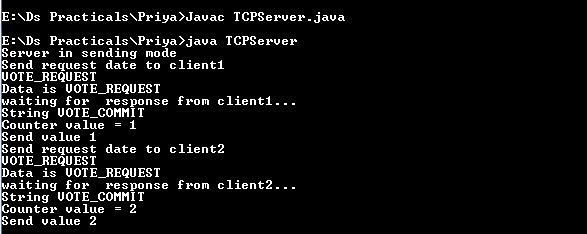 E:\Ds Practicals\Priya>Javac TCPServer.java
E:\Ds Practicals\Priya>java TCPServer
Server in sending mode
Send request date to client1
VOTE_REQUEST
Data is VOTE_REQUEST
waiting for  response from client1...
String VOTE_COMMIT
Counter value = 1
Send value 1
Send request date to client2
VOTE_REQUEST
Data is VOTE_REQUEST
waiting for  response from client2...
String VOTE_COMMIT
Counter value = 2
Send value 2